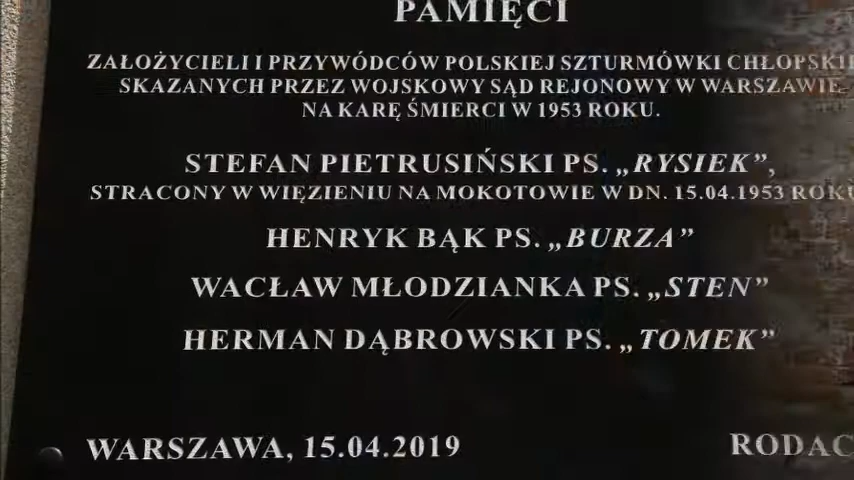 PAMIĘCI
ZAŁOŻYCIELI I PRZYWÓDCÓW POLSKIEJ SZTURMÓWKI
SKAZANYCH PRZEZ WOJSKOWY SĄD REJONOWY W WARSZAWIE
NA KARĘ ŚMIERCI W 1953 ROKU.
STEFAN PIETRUSIŃSKI PS. „RYSIEK”,
STRACONY W WIĘZIENIU NA MOKOTOWIE W DN. 15.04.1953 ROKU
HENRYK BĄK PS. „BURZA”
WACŁAW MŁODZIANKA PS. „STEN”
HERMAN DĄBROWSKI PS. „TOMEK”
WARSZAWA, 15.04.2019